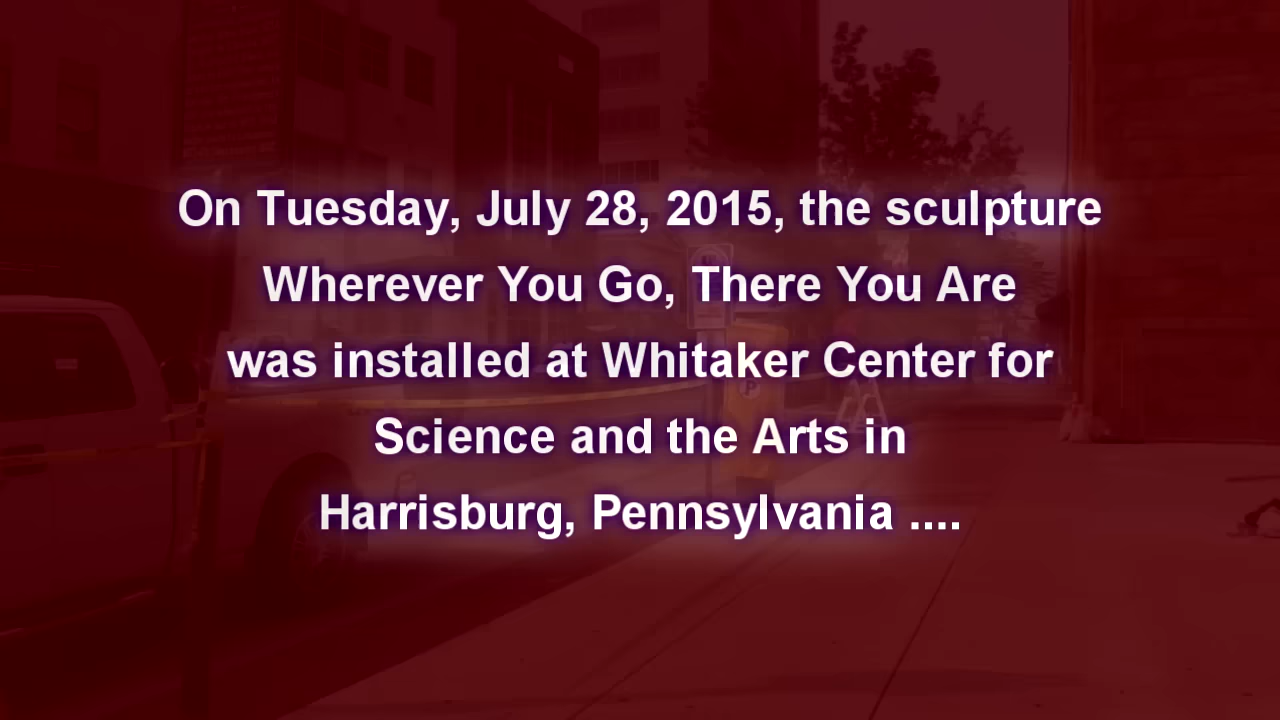 On Tuesday, July 28, 2015, the sculpture
Wherever You Go, There You Are
was installed at Whitaker Center for
Science and the Arts in
Harrisburg, Pennsylvania ....